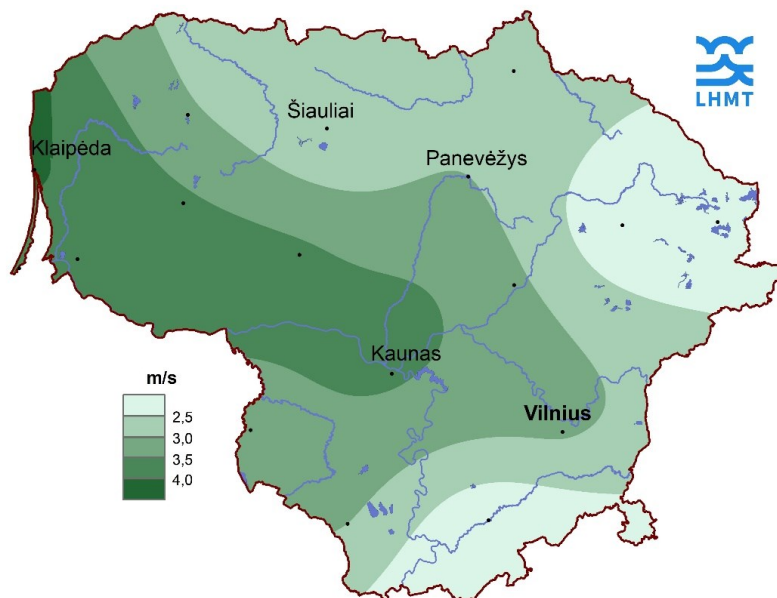 LHMT
Šiauliai
Klaipėda
Panevėžys
Kaunas
m/s
2,5
3,0
3,5
4,0
Vilnius